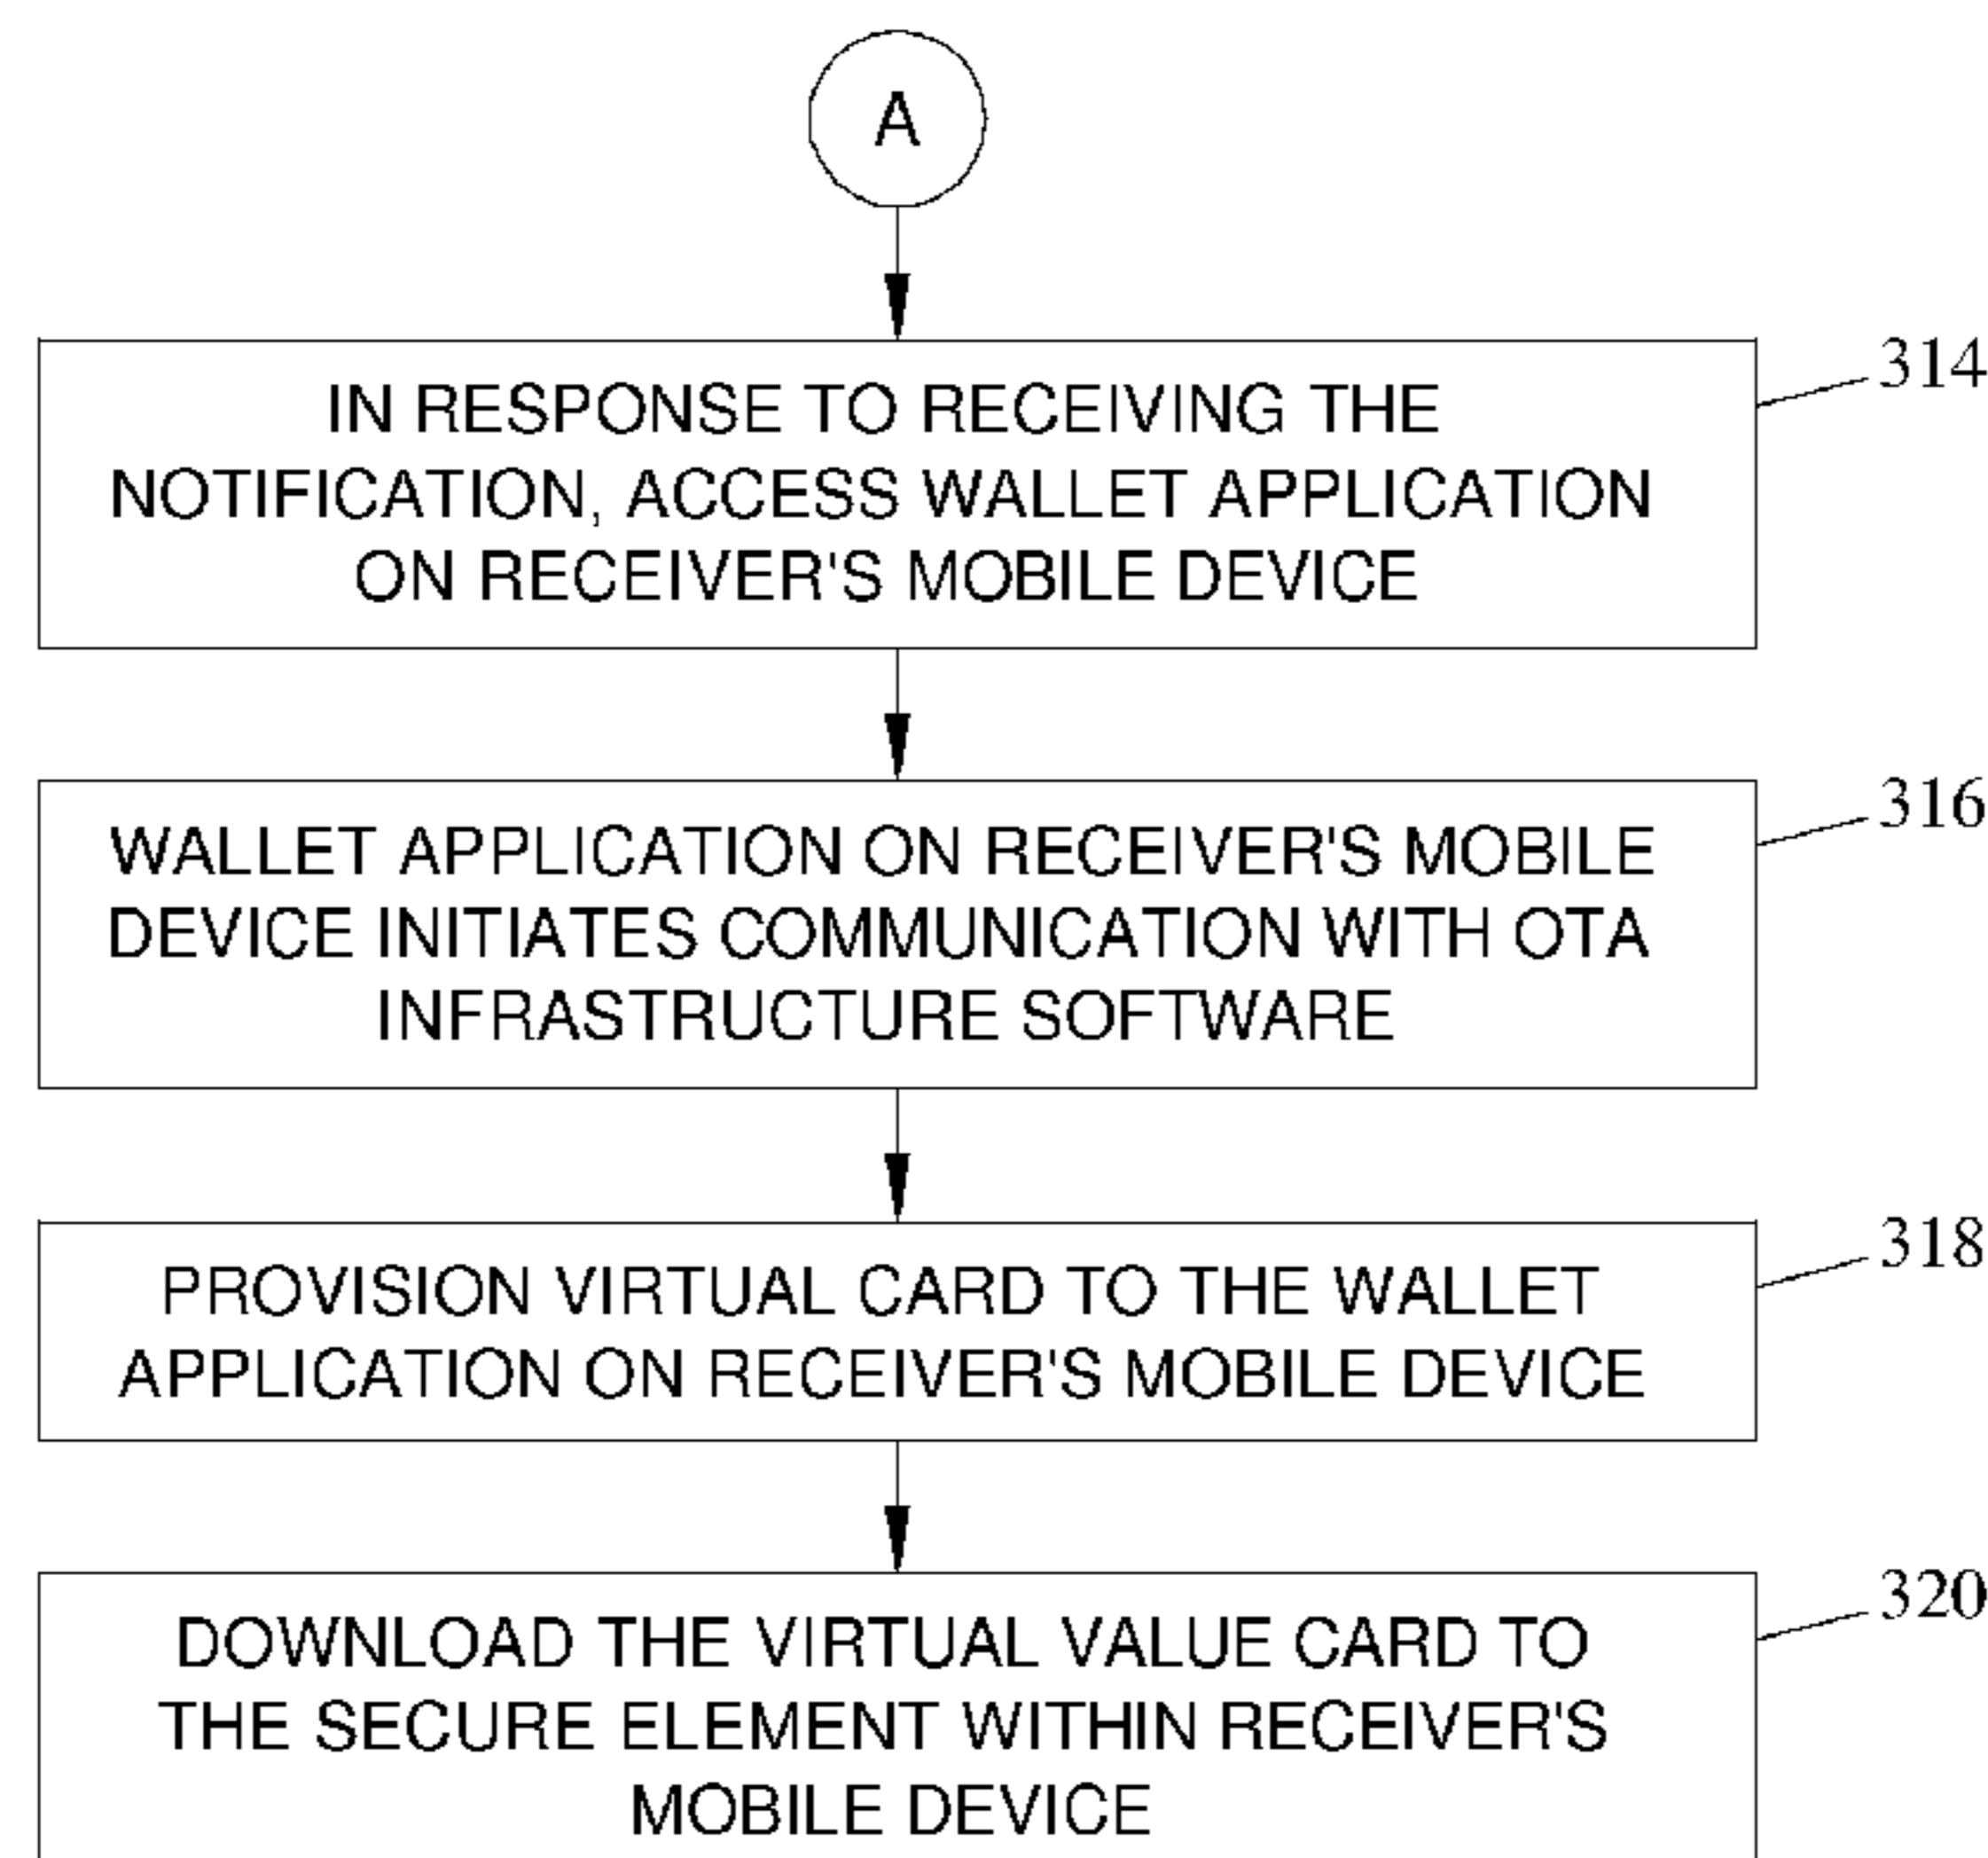 A
IN RESPONSE TO RECEIVING THE
NOTIFICATION, ACCESS WALLET APPLICATION
ON RECEIVER'S MOBILE DEVICE
314
WALLET APPLICATION ON RECEIVER'S MOBILE
DEVICE INITIATES COMMUNICATION WITH OTA
INFRASTRUCTURE SOFTWARE
316
PROVISION VIRTUAL CARD TO THE WALLET
APPLICATION ON RECEIVER'S MOBILE DEVICE
318
DOWNLOAD THE VIRTUAL VALUE CARD TO
THE SECURE ELEMENT WITHIN RECEIVER'S
MOBILE DEVICE
320